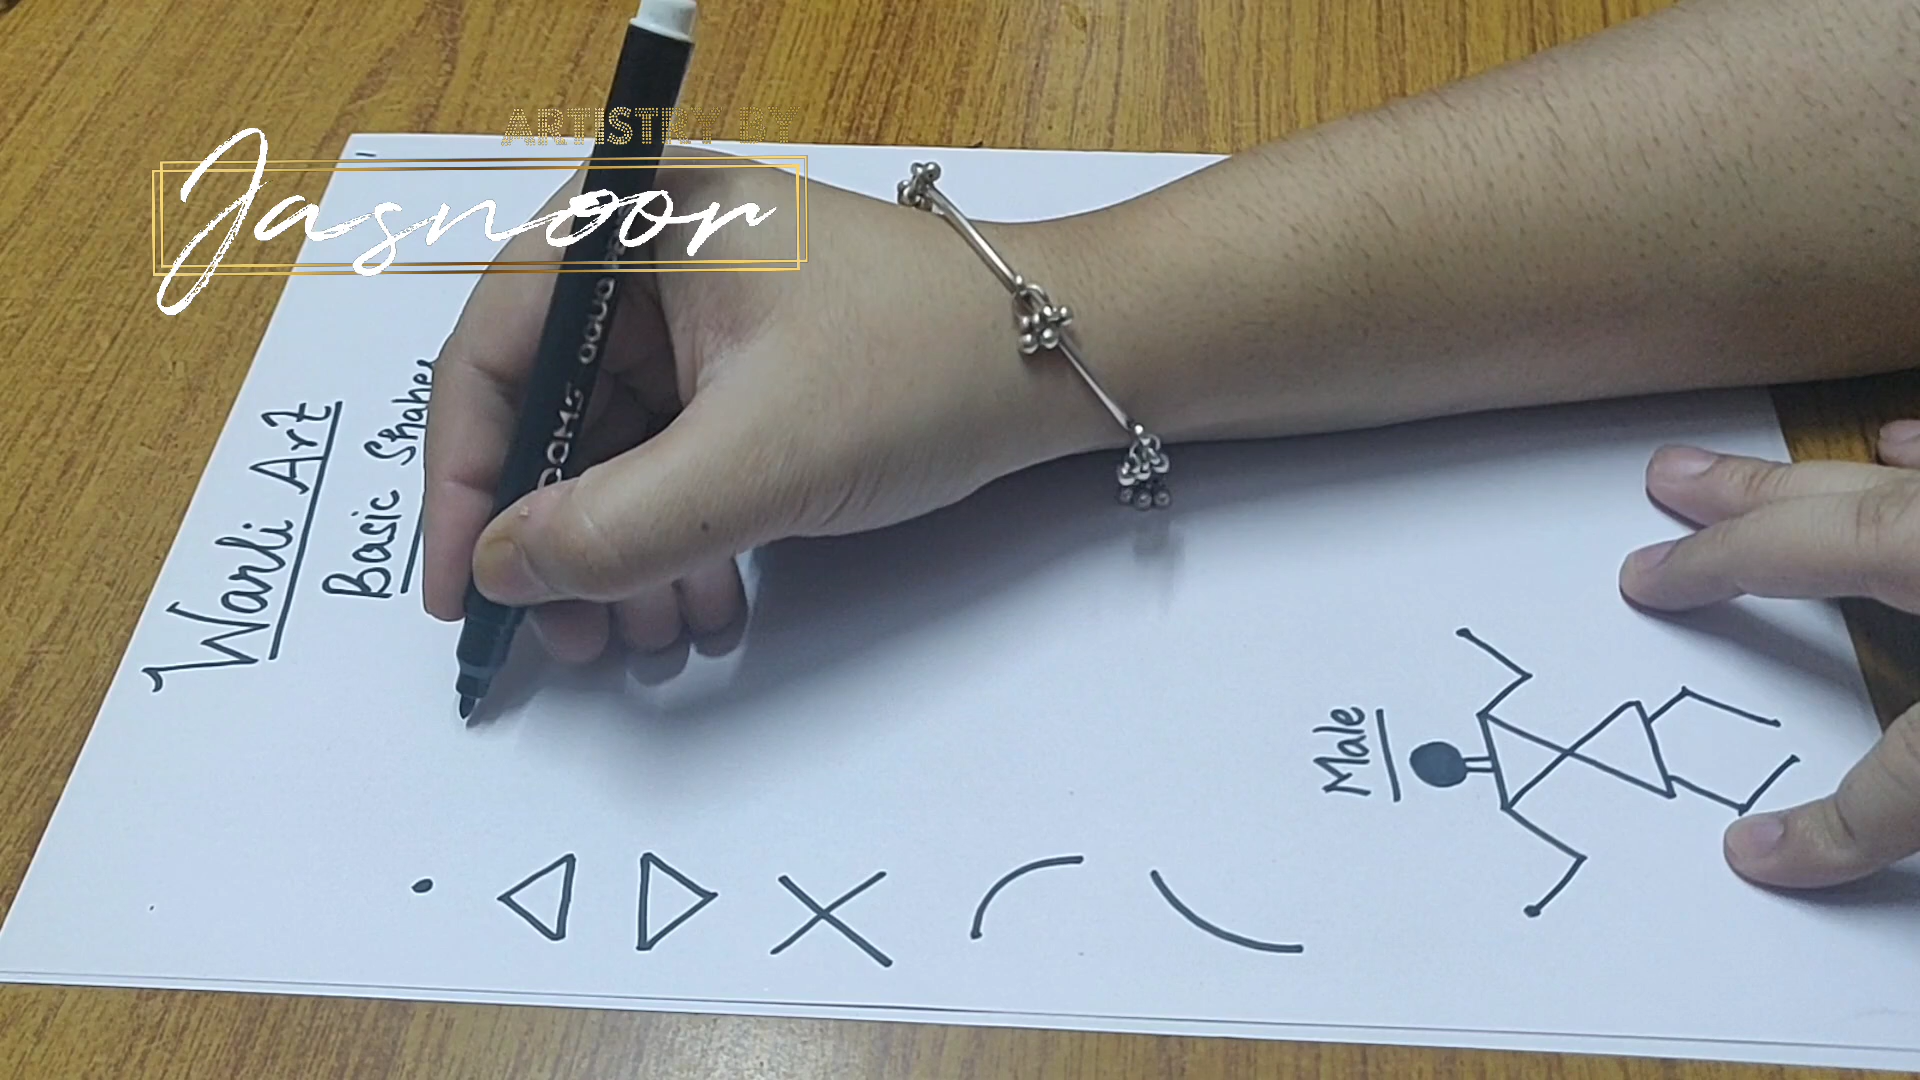 ARTISTRY BY
Jasnoor
Warli Art
Basic Shapes
Male